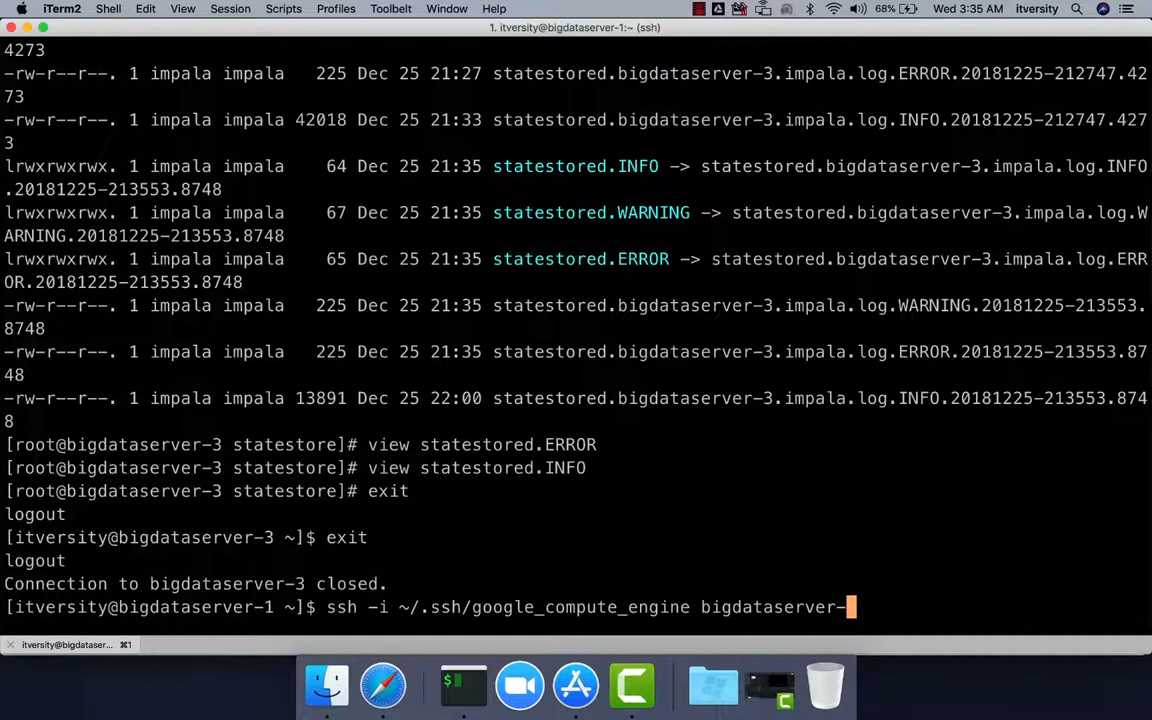 iTerm2 Shell Edit View Session Scripts Profiles Toolbelt Window Help 68% Wed 3:35 AM itversity
1. itversity@bigdataserver-1:~ (ssh)
4273
-rw-r--r--. 1 impala impala   225 Dec 25 21:27 statestored.bigdataserver-3.impala.log.ERROR.20181225-212747.42
73
-rw-r--r--. 1 impala impala 42018 Dec 25 21:33 statestored.bigdataserver-3.impala.log.INFO.20181225-212747.427
3
lrwxrwxrwx. 1 impala impala    64 Dec 25 21:35 statestored.INFO -> statestored.bigdataserver-3.impala.log.INFO
.20181225-213553.8748
lrwxrwxrwx. 1 impala impala    67 Dec 25 21:35 statestored.WARNING -> statestored.bigdataserver-3.impala.log.W
ARNING.20181225-213553.8748
lrwxrwxrwx. 1 impala impala    65 Dec 25 21:35 statestored.ERROR -> statestored.bigdataserver-3.impala.log.ERR
OR.20181225-213553.8748
-rw-r--r--. 1 impala impala   225 Dec 25 21:35 statestored.bigdataserver-3.impala.log.WARNING.20181225-213553.
8748
-rw-r--r--. 1 impala impala   225 Dec 25 21:35 statestored.bigdataserver-3.impala.log.ERROR.20181225-213553.87
48
-rw-r--r--. 1 impala impala 13891 Dec 25 22:00 statestored.bigdataserver-3.impala.log.INFO.20181225-213553.874
8
[root@bigdataserver-3 statestore]# view statestored.ERROR
[root@bigdataserver-3 statestore]# view statestored.INFO
[root@bigdataserver-3 statestore]# exit
logout
[itversity@bigdataserver-3 ~]$ exit
logout
Connection to bigdataserver-3 closed.
[itversity@bigdataserver-1 ~]$ ssh -i ~/.ssh/google_compute_engine bigdataserver-
itversity@bigdataser... ⌘1